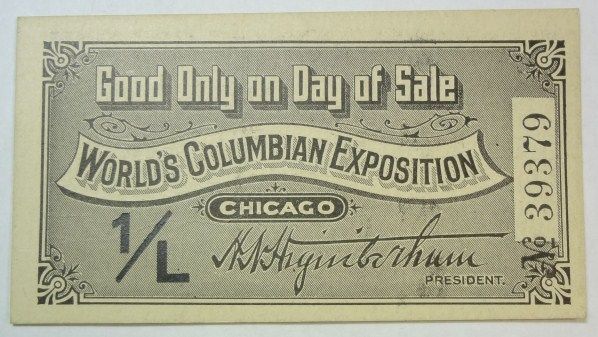 Good Only on Day of Sale
WORLD'S COLUMBIAN EXPOSITION
CHICAGO
1/L
H.N. Higinbotham
PRESIDENT.
No 39379